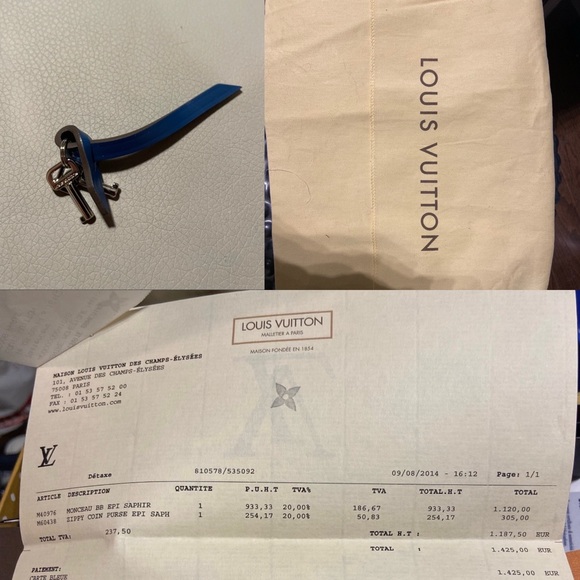 LOUIS VUITTON
LOUIS VUITTON
MALLETIER A PARIS
MAISON FONDÉE EN 1854
MAISON LOUIS VUITTON DES CHAMPS-ÉLYSÉES
101, AVENUE DES CHAMPS-ÉLYSÉES
75008 PARIS
TEL. : 01 53 57 52 00
FAX : 01 53 57 52 24
www.louisvuitton.com
LV
Détaxe 810578/535092 09/08/2014 - 16:12 Page: 1/1
ARTICLE DESCRIPTION QUANTITE P.U.H.T TVA% TVA TOTAL.H.T TOTAL
M40976 MONCEAU BB EPI SAPHIR 1 933,33 20,00% 186,67 933,33 1.120,00
M60438 ZIPPY COIN PURSE EPI SAPH 1 254,17 20,00% 50,83 254,17 305,00
TOTAL TVA: 237,50 TOTAL H.T : 1.187,50 EUR
TOTAL : 1.425,00 EUR
PAIEMENT:
CARTE BLEUE 1.425,00 EUR